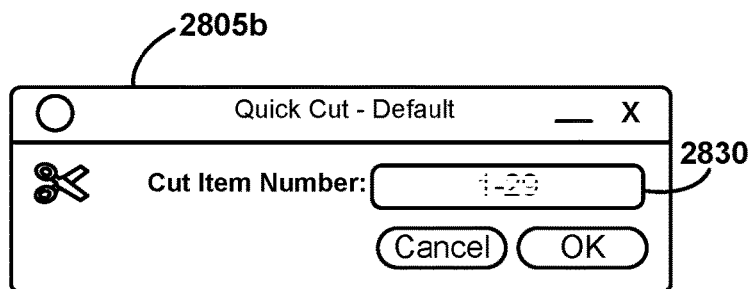 2805b
Quick Cut - Default — X
Cut Item Number: 1-29
2830
Cancel OK